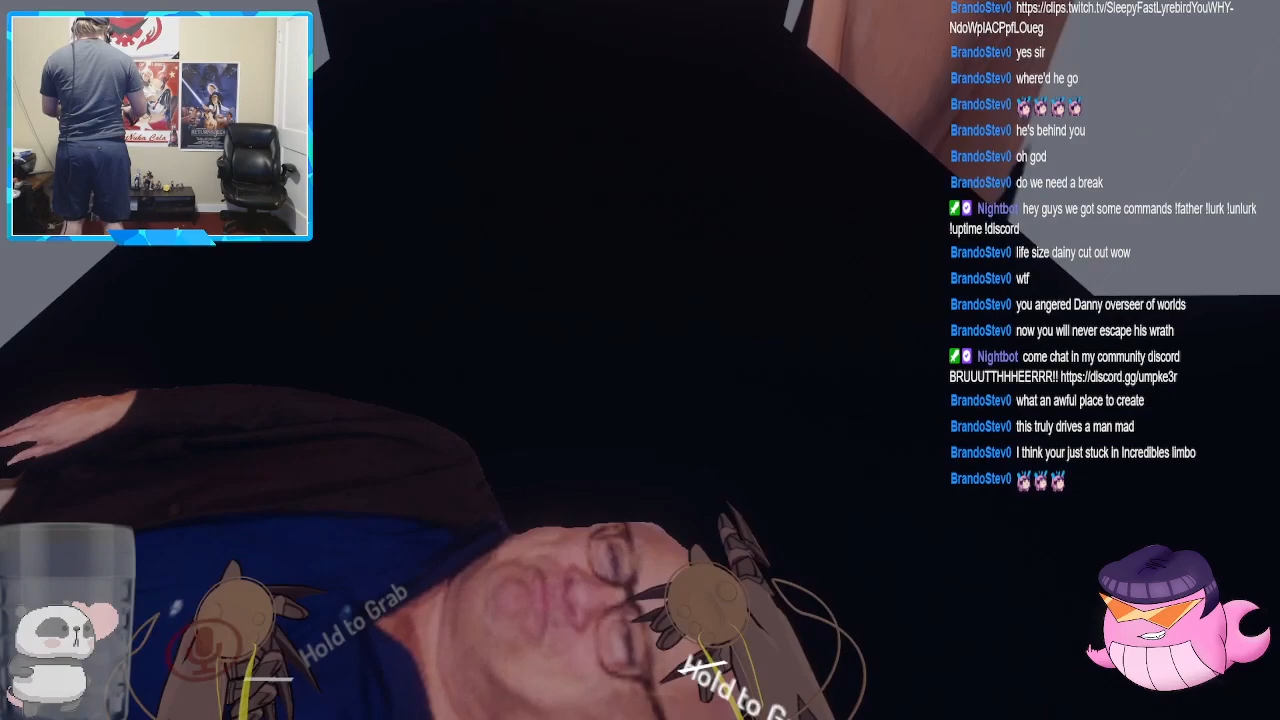 Nuka Cola
RETURN
BrandoStev0 https://clips.twitch.tv/SleepyFastLyrebirdYouWHY-
NdoWpIACPpfLOueg
BrandoStev0 yes sir
BrandoStev0 where'd he go
BrandoStev0
BrandoStev0 he's behind you
BrandoStev0 oh god
BrandoStev0 do we need a break
Nightbot hey guys we got some commands !father !lurk !unlurk
!uptime !discord
BrandoStev0 life size dainy cut out wow
BrandoStev0 wtf
BrandoStev0 you angered Danny overseer of worlds
BrandoStev0 now you will never escape his wrath
Nightbot come chat in my community discord
BRUUUTTHHHEERRR!! https://discord.gg/umpke3r
BrandoStev0 what an awful place to create
BrandoStev0 this truly drives a man mad
BrandoStev0 I think your just stuck in Incredibles limbo
BrandoStev0
Hold to Grab
Hold to G